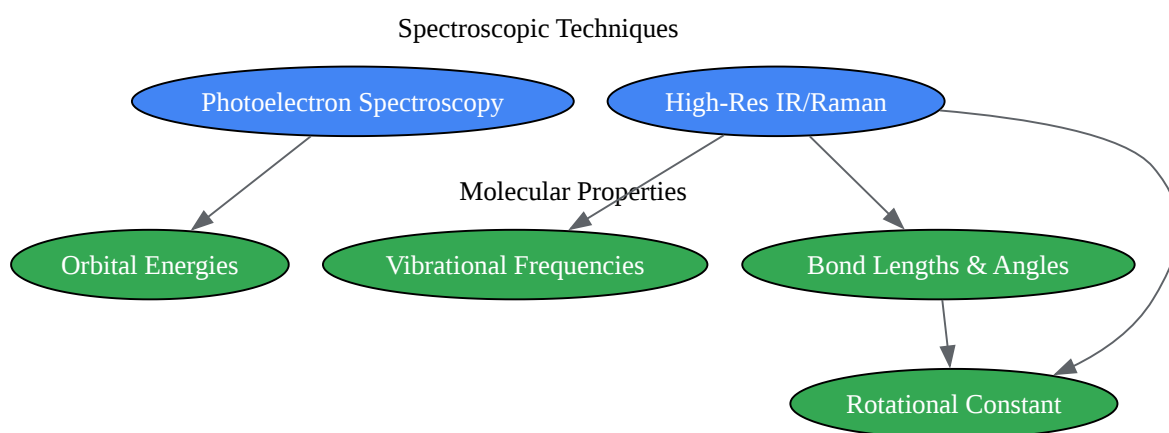 Spectroscopic Techniques
Photoelectron Spectroscopy
High-Res IR/Raman
Molecular Properties
Orbital Energies
Vibrational Frequencies
Bond Lengths & Angles
Rotational Constant